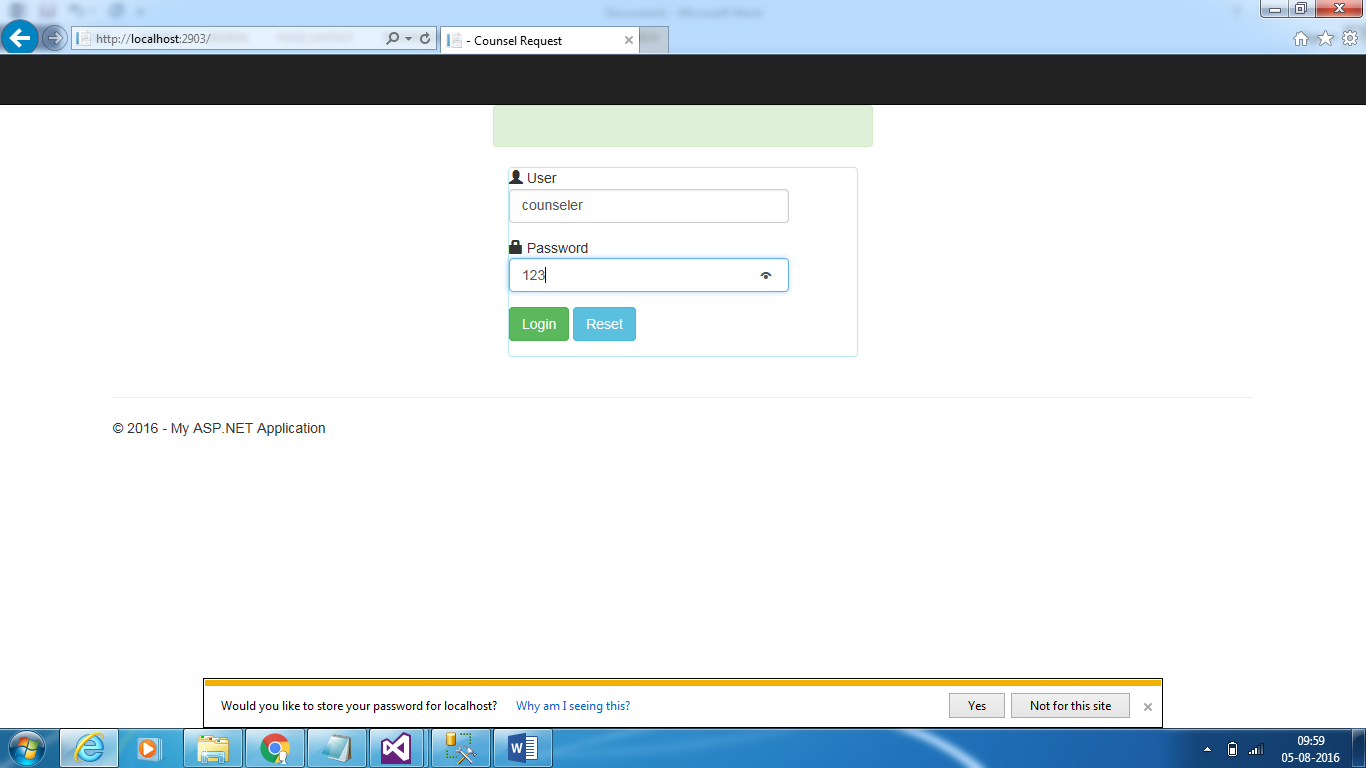 http://localhost:2903/
- Counsel Request
User
counseler
Password
123
Login Reset
© 2016 - My ASP.NET Application
Would you like to store your password for localhost? Why am I seeing this? Yes Not for this site
09:59
05-08-2016